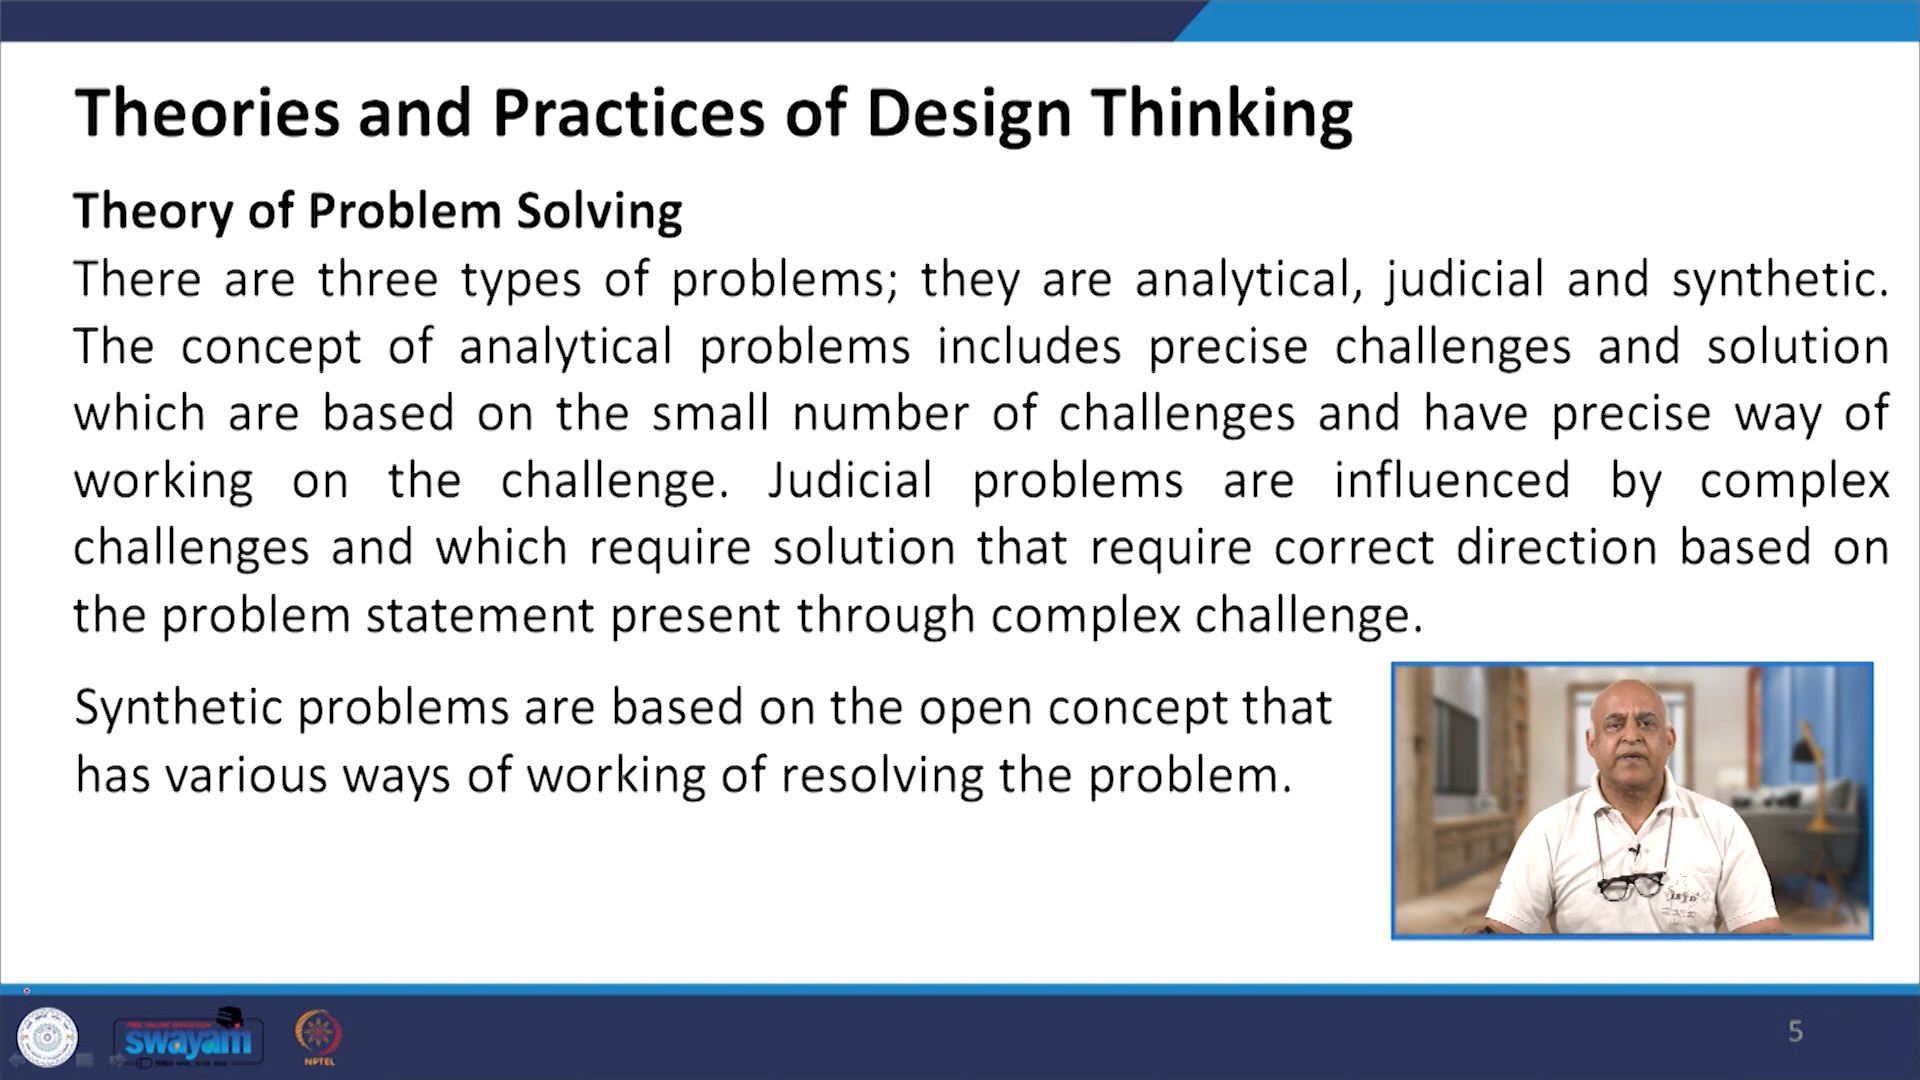 Theories and Practices of Design Thinking
Theory of Problem Solving
There are three types of problems; they are analytical, judicial and synthetic.
The concept of analytical problems includes precise challenges and solution
which are based on the small number of challenges and have precise way of
working on the challenge. Judicial problems are influenced by complex
challenges and which require solution that require correct direction based on
the problem statement present through complex challenge.
Synthetic problems are based on the open concept that
has various ways of working of resolving the problem.
swayam
NPTEL
5